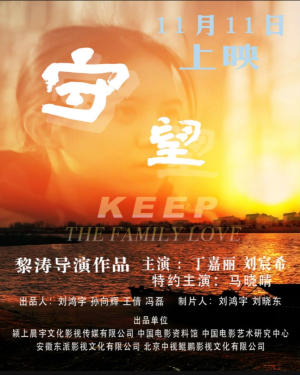 11月11日
上映
守望
KEEP
THE FAMILY LOVE
黎涛导演作品 主演：丁嘉丽 刘宸希
特约主演：马晓晴
出品人：刘鸿宇 孙向辉 王倩 冯磊 制片人：刘鸿宇 刘晓东
出品单位
颍上晨宇文化影视传媒有限公司 中国电影资料馆 中国电影艺术研究中心
安徽东派影视文化有限公司 北京中视鲲鹏影视文化有限公司